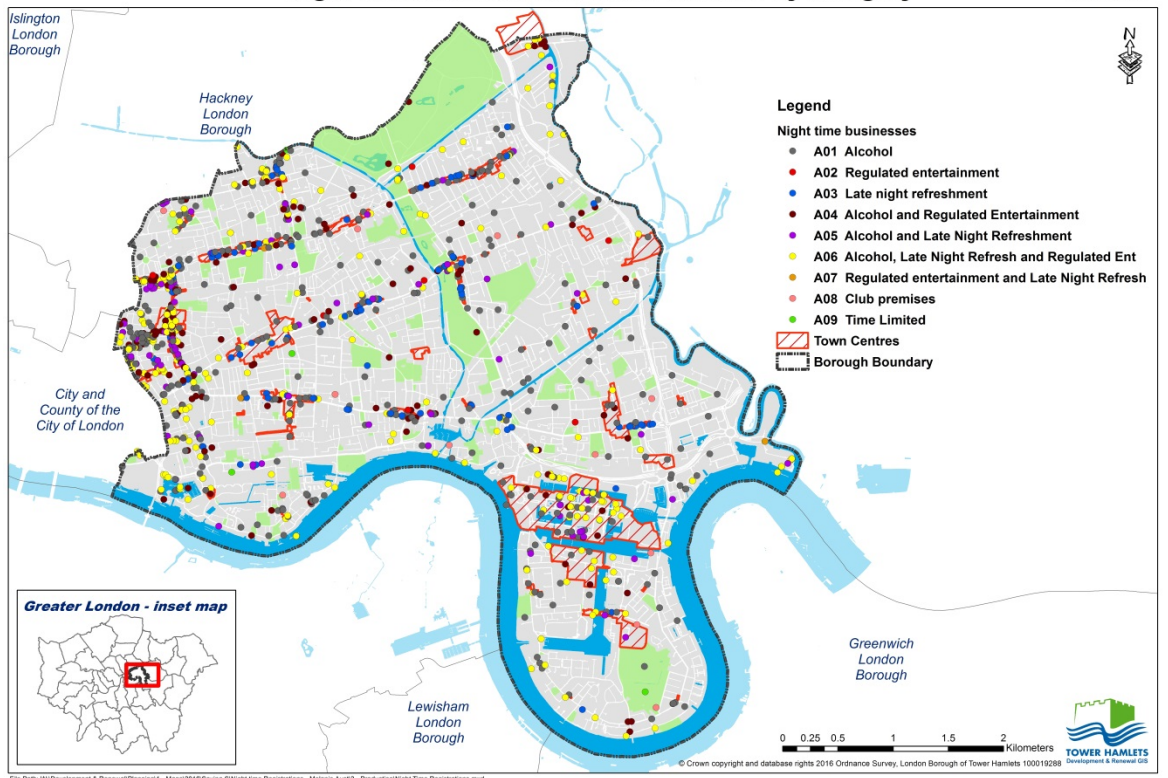 Islington
London
Borough
Hackney
London
Borough
City and
County of the
City of London
N
Legend
Night time businesses
A01 Alcohol
A02 Regulated entertainment
A03 Late night refreshment
A04 Alcohol and Regulated Entertainment
A05 Alcohol and Late Night Refreshment
A06 Alcohol, Late Night Refresh and Regulated Ent
A07 Regulated entertainment and Late Night Refresh
A08 Club premises
A09 Time Limited
Town Centres
Borough Boundary
Greater London - inset map
Lewisham
London
Borough
Greenwich
London
Borough
0 0.25 0.5 1 1.5 2
Kilometers
© Crown copyright and database rights 2016 Ordnance Survey, London Borough of Tower Hamlets 100019288
TOWER HAMLETS
Development & Renewal GIS